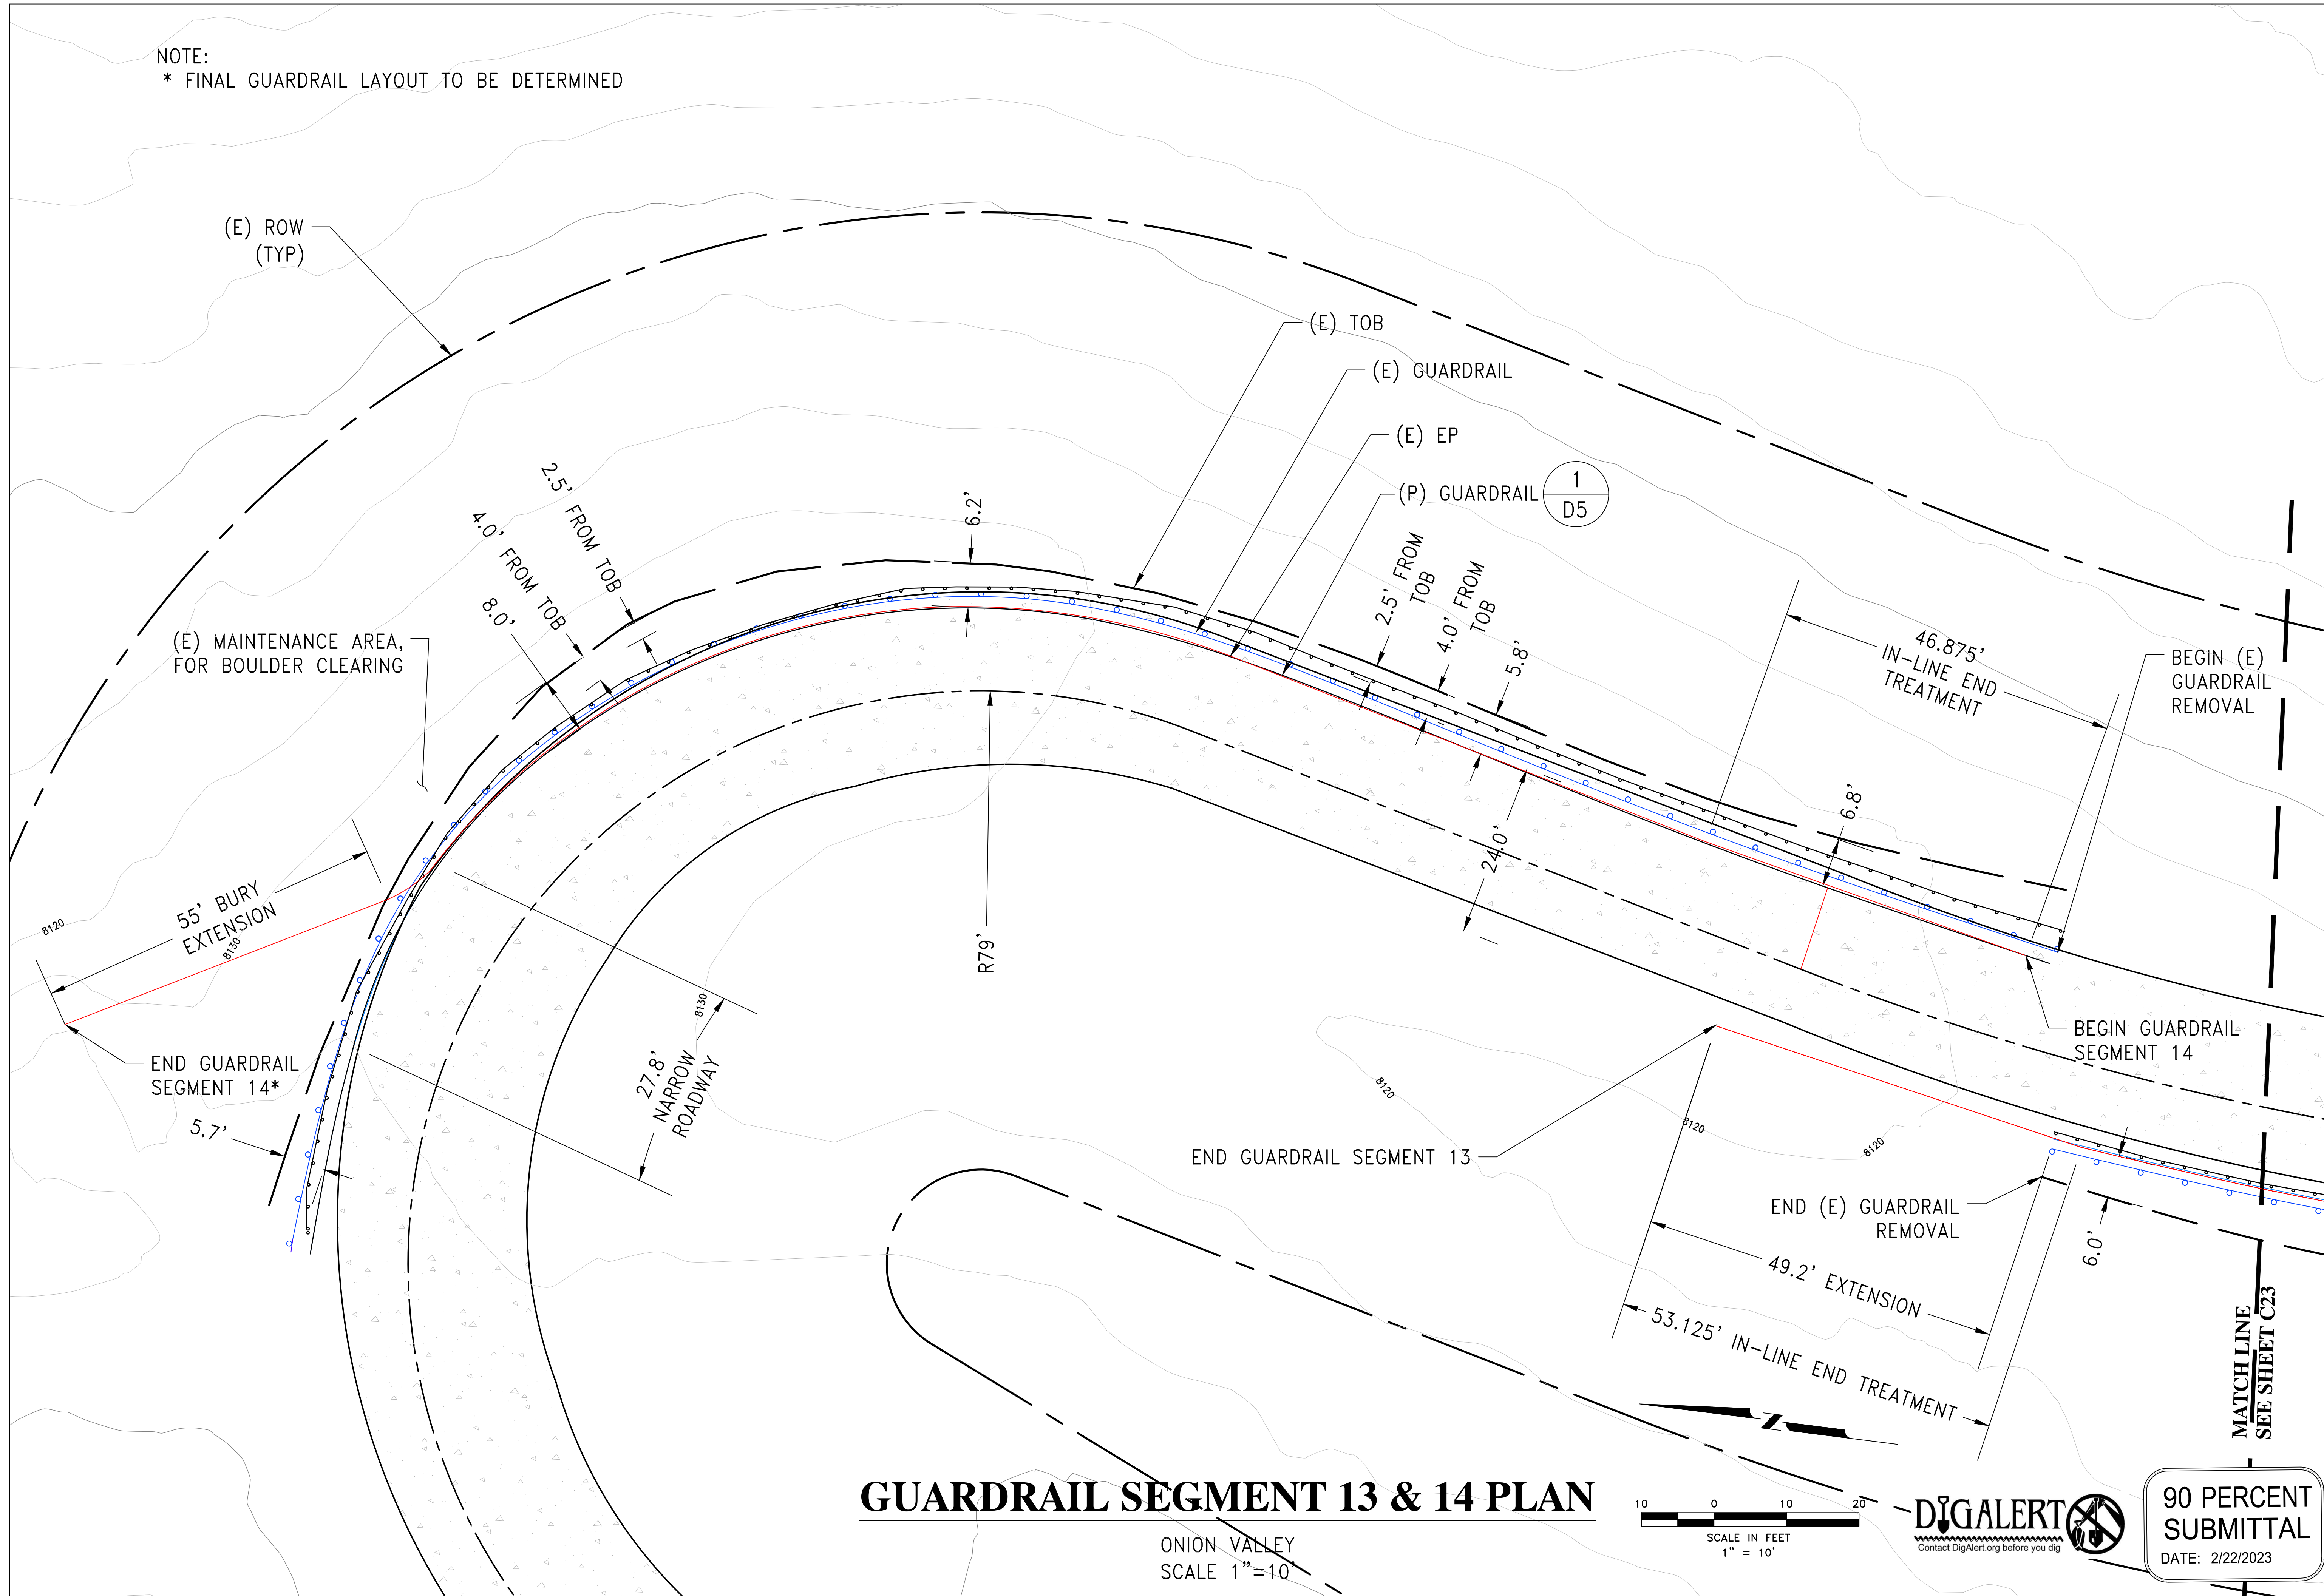 NOTE:
* FINAL GUARDRAIL LAYOUT TO BE DETERMINED
(E) ROW
(TYP)
(E) TOB
(E) GUARDRAIL
(E) EP
(P) GUARDRAIL
1
D5
2.5' FROM TOB
4.0' FROM TOB
8.0'
6.2'
2.5' FROM
TOB
4.0' FROM
TOB
5.8'
46.875'
IN-LINE END
TREATMENT
BEGIN (E)
GUARDRAIL
REMOVAL
(E) MAINTENANCE AREA,
FOR BOULDER CLEARING
6.8'
24.0'
55' BURY
EXTENSION
8120
8130
R79'
8130
27.8'
NARROW
ROADWAY
END GUARDRAIL
SEGMENT 14*
5.7'
BEGIN GUARDRAIL
SEGMENT 14
8120
8120
8120
END GUARDRAIL SEGMENT 13
END (E) GUARDRAIL
REMOVAL
6.0'
49.2' EXTENSION
53.125' IN-LINE END TREATMENT
MATCH LINE
SEE SHEET C23
Z
GUARDRAIL SEGMENT 13 & 14 PLAN
ONION VALLEY
SCALE 1"=10'
10 0 10 20
SCALE IN FEET
1" = 10'
DIGALERT
Contact DigAlert.org before you dig
90 PERCENT
SUBMITTAL
DATE: 2/22/2023